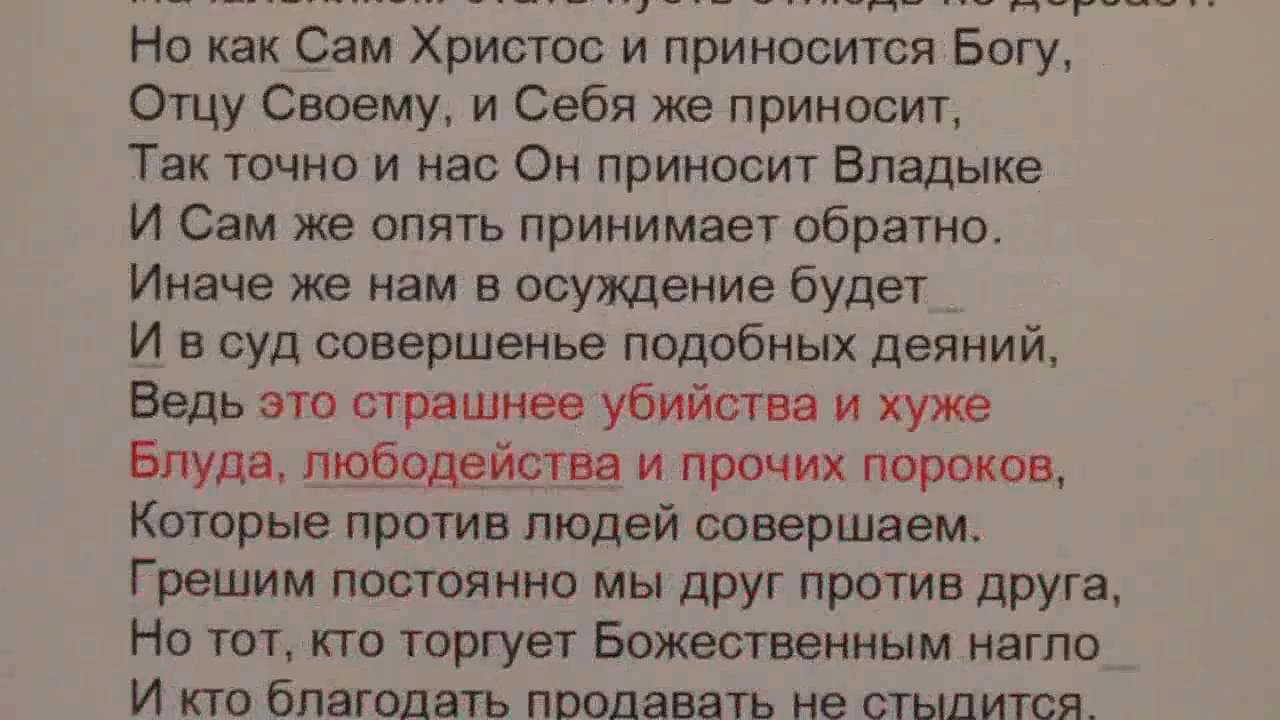 Но как Сам Христос и приносится Богу,
Отцу Своему, и Себя же приносит,
Так точно и нас Он приносит Владыке
И Сам же опять принимает обратно.
Иначе же нам в осуждение будет
И в суд совершенье подобных деяний,
Ведь это страшнее убийства и хуже
Блуда, любодейства и прочих пороков,
Которые против людей совершаем.
Грешим постоянно мы друг против друга,
Но тот, кто торгует Божественным нагло
И кто благодать продавать не стыдится,